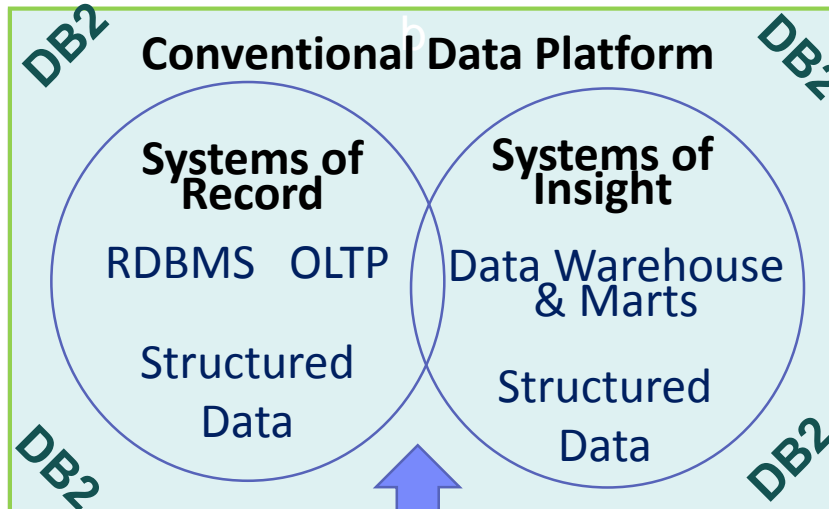 DB2
b
DB2
Conventional Data Platform
Systems of
Record
RDBMS OLTP
Structured
Data
Systems of
Insight
Data Warehouse
& Marts
Structured
Data
DB2
DB2